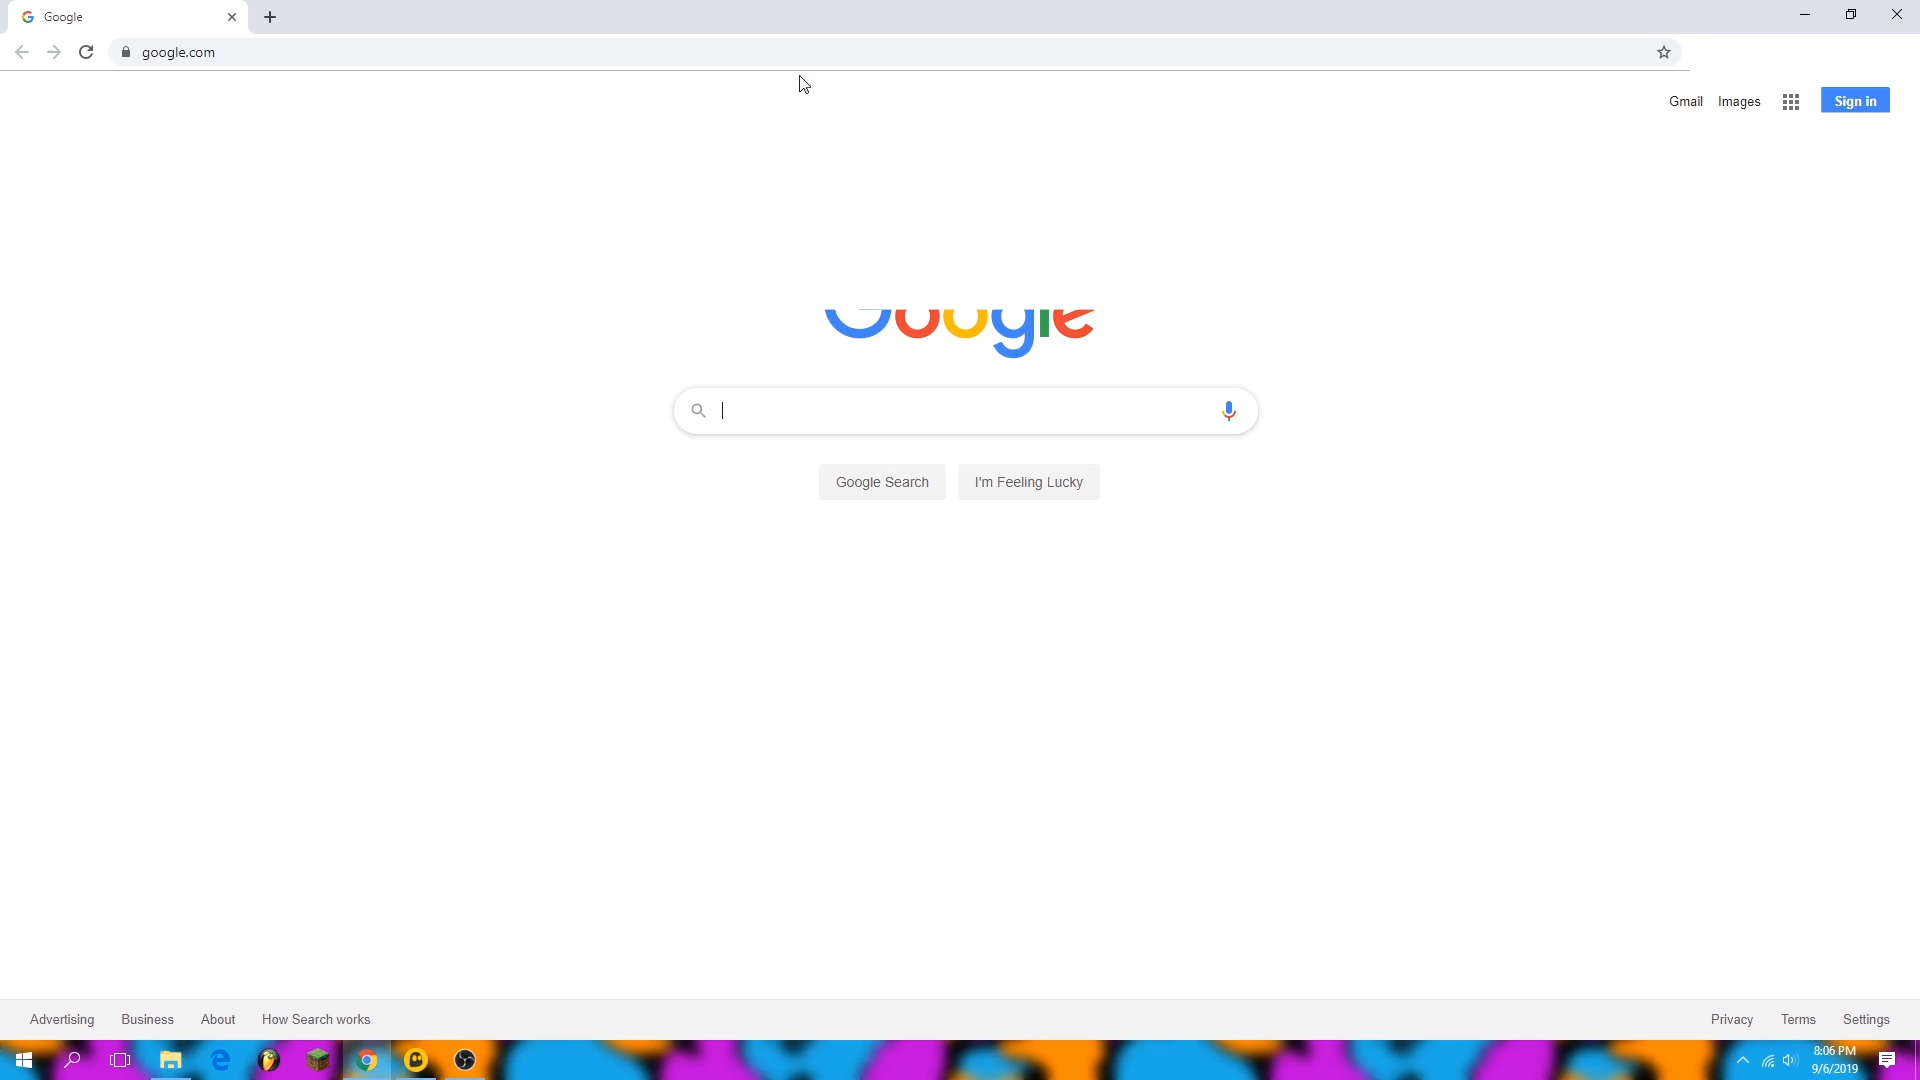 Google
google.com
Gmail Images Sign in
Google
Google Search I'm Feeling Lucky
Advertising Business About How Search works Privacy Terms Settings
8:06 PM
9/6/2019